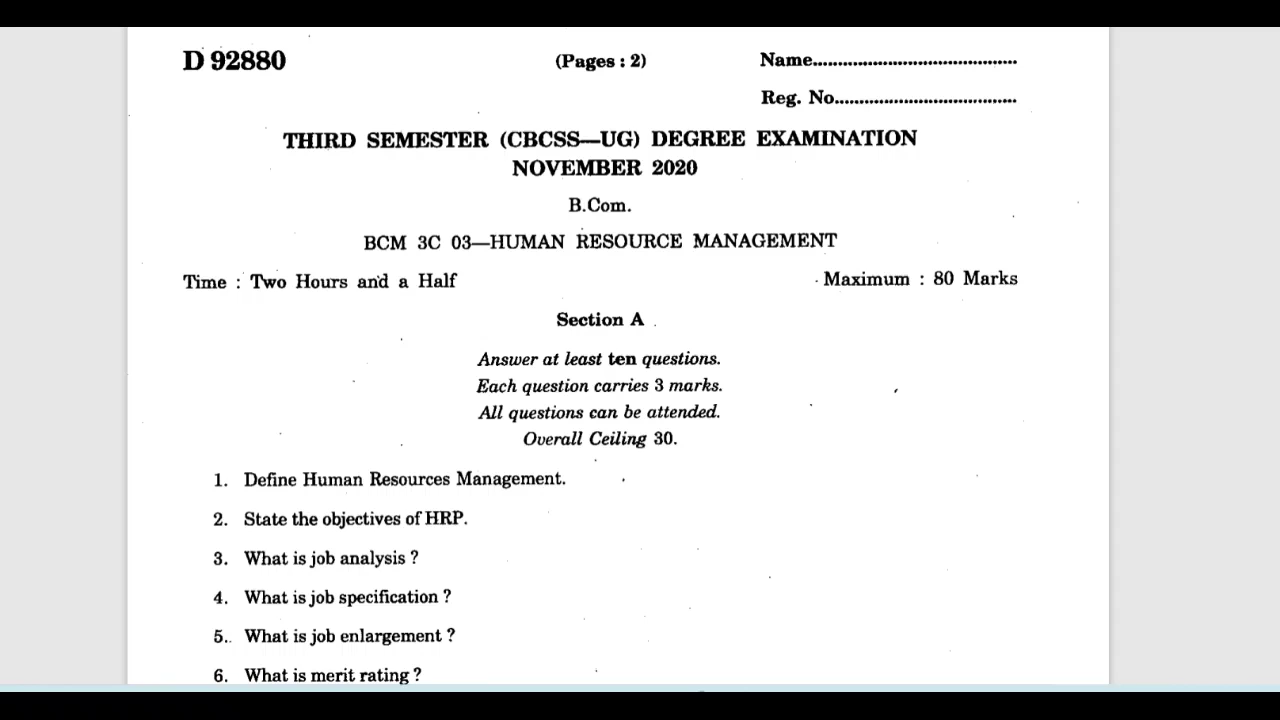 D 92880 (Pages : 2) Name.........................................
Reg. No.....................................
THIRD SEMESTER (CBCSS—UG) DEGREE EXAMINATION
NOVEMBER 2020
B.Com.
BCM 3C 03—HUMAN RESOURCE MANAGEMENT
Time : Two Hours and a Half Maximum : 80 Marks
Section A
Answer at least ten questions.
Each question carries 3 marks.
All questions can be attended.
Overall Ceiling 30.
1. Define Human Resources Management.
2. State the objectives of HRP.
3. What is job analysis ?
4. What is job specification ?
5. What is job enlargement ?
6. What is merit rating ?